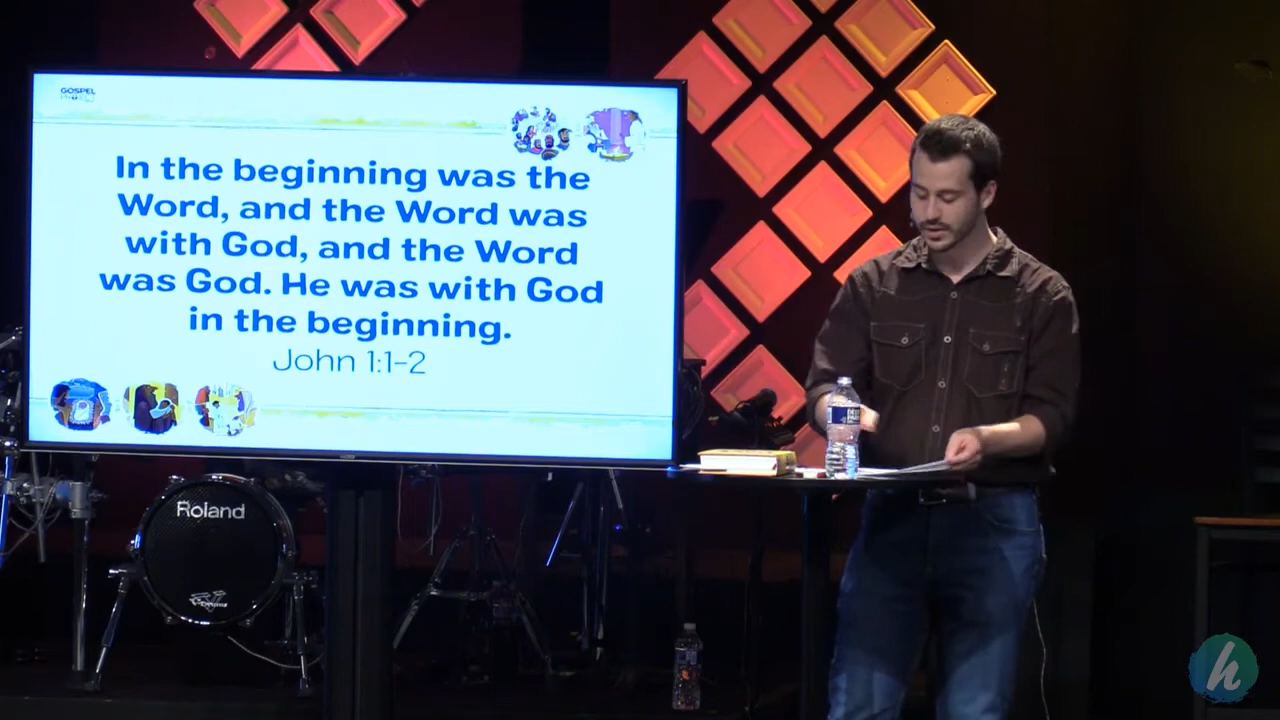 GOSPEL
In the beginning was the
Word, and the Word was
with God, and the Word
was God. He was with God
in the beginning.
John 1:1-2
Roland
h